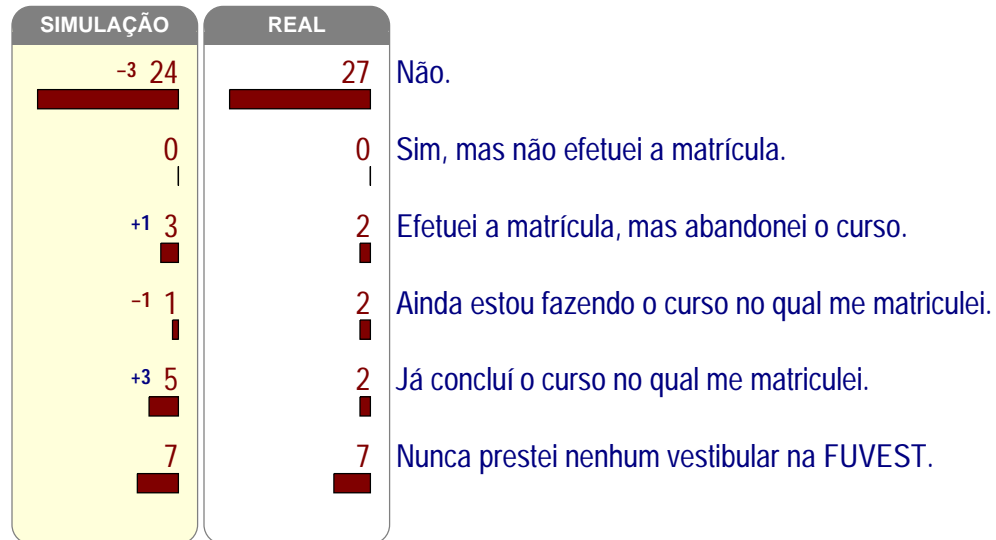 SIMULAÇÃO REAL
−3 24 27 Não.
0 0 Sim, mas não efetuei a matrícula.
+1 3 2 Efetuei a matrícula, mas abandonei o curso.
−1 1 2 Ainda estou fazendo o curso no qual me matriculei.
+3 5 2 Já concluí o curso no qual me matriculei.
7 7 Nunca prestei nenhum vestibular na FUVEST.